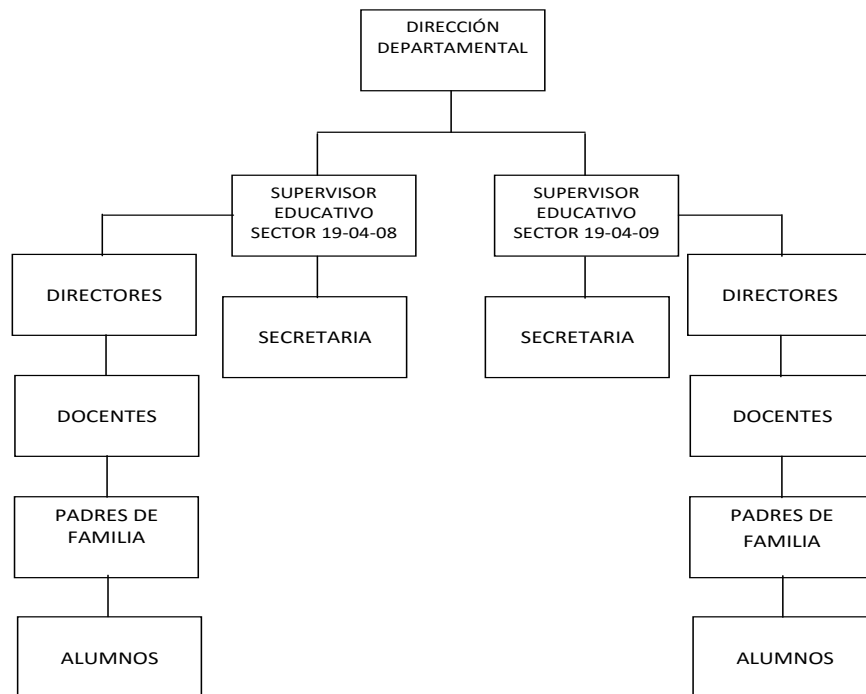 DIRECCIÓN
DEPARTAMENTAL
SUPERVISOR
EDUCATIVO
SECTOR 19-04-08
SUPERVISOR
EDUCATIVO
SECTOR 19-04-09
DIRECTORES
SECRETARIA
SECRETARIA
DIRECTORES
DOCENTES
DOCENTES
PADRES DE
FAMILIA
PADRES DE
FAMILIA
ALUMNOS
ALUMNOS